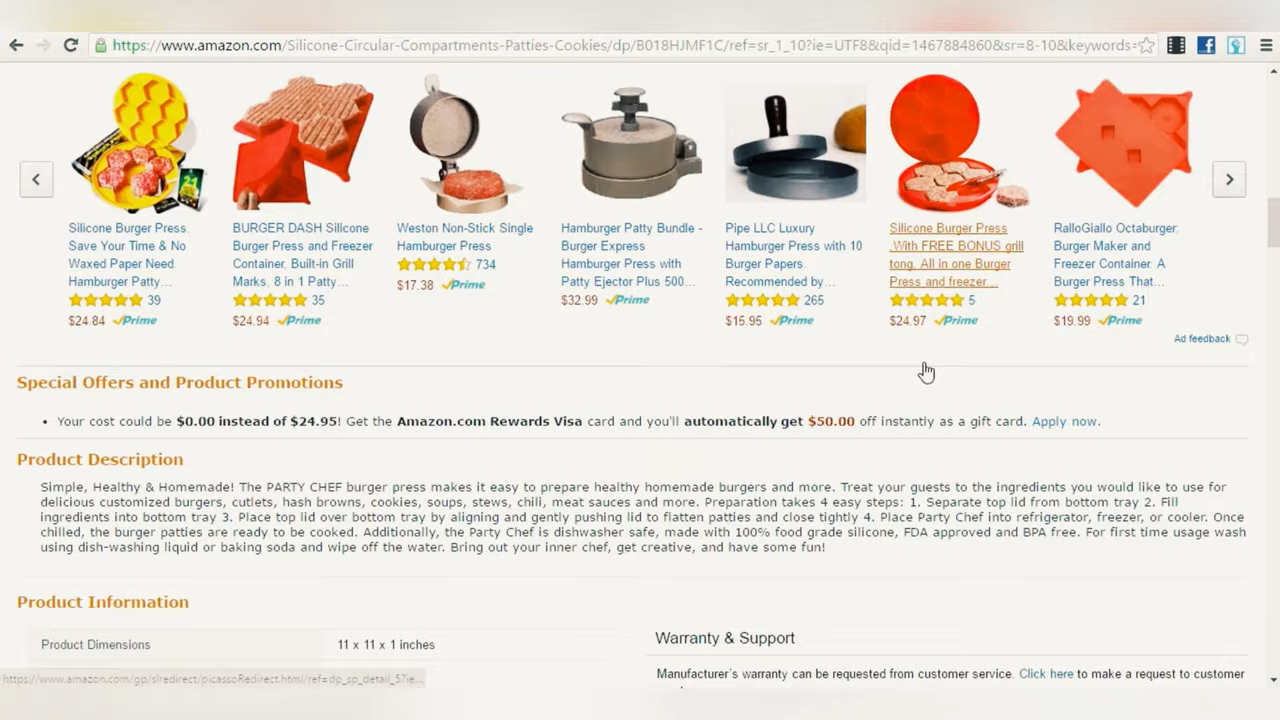 https://www.amazon.com/Silicone-Circular-Compartments-Patties-Cookies/dp/B018HJMF1C/ref=sr_1_10?ie=UTF8&qid=1467884860&sr=8-10&keywords=
Silicone Burger Press.
Save Your Time & No
Waxed Paper Need.
Hamburger Patty…
39
$24.84 Prime
BURGER DASH Silicone
Burger Press and Freezer
Container, Built-in Grill
Marks, 8 in 1 Patty…
35
$24.94 Prime
Weston Non-Stick Single
Hamburger Press
734
$17.38 Prime
Hamburger Patty Bundle -
Burger Express
Hamburger Press with
Patty Ejector Plus 500…
$32.99 Prime
Pipe LLC Luxury
Hamburger Press with 10
Burger Papers.
Recommended by…
265
$15.95 Prime
Silicone Burger Press
,With FREE BONUS grill
tong, All in one Burger
Press and freezer…
5
$24.97 Prime
RalloGiallo Octaburger;
Burger Maker and
Freezer Container. A
Burger Press That…
21
$19.99 Prime
Ad feedback
Special Offers and Product Promotions
• Your cost could be $0.00 instead of $24.95! Get the Amazon.com Rewards Visa card and you'll automatically get $50.00 off instantly as a gift card. Apply now.
Product Description
Simple, Healthy & Homemade! The PARTY CHEF burger press makes it easy to prepare healthy homemade burgers and more. Treat your guests to the ingredients you would like to use for
delicious customized burgers, cutlets, hash browns, cookies, soups, stews, chili, meat sauces and more. Preparation takes 4 easy steps: 1. Separate top lid from bottom tray 2. Fill
ingredients into bottom tray 3. Place top lid over bottom tray by aligning and gently pushing lid to flatten patties and close tightly 4. Place Party Chef into refrigerator, freezer, or cooler. Once
chilled, the burger patties are ready to be cooked. Additionally, the Party Chef is dishwasher safe, made with 100% food grade silicone, FDA approved and BPA free. For first time usage wash
using dish-washing liquid or baking soda and wipe off the water. Bring out your inner chef, get creative, and have some fun!
Product Information
Product Dimensions 11 x 11 x 1 inches
Warranty & Support
Manufacturer's warranty can be requested from customer service. Click here to make a request to customer
https://www.amazon.com/gp/slredirect/picassoRedirect.html/ref=dp_sp_detail_5?ie...